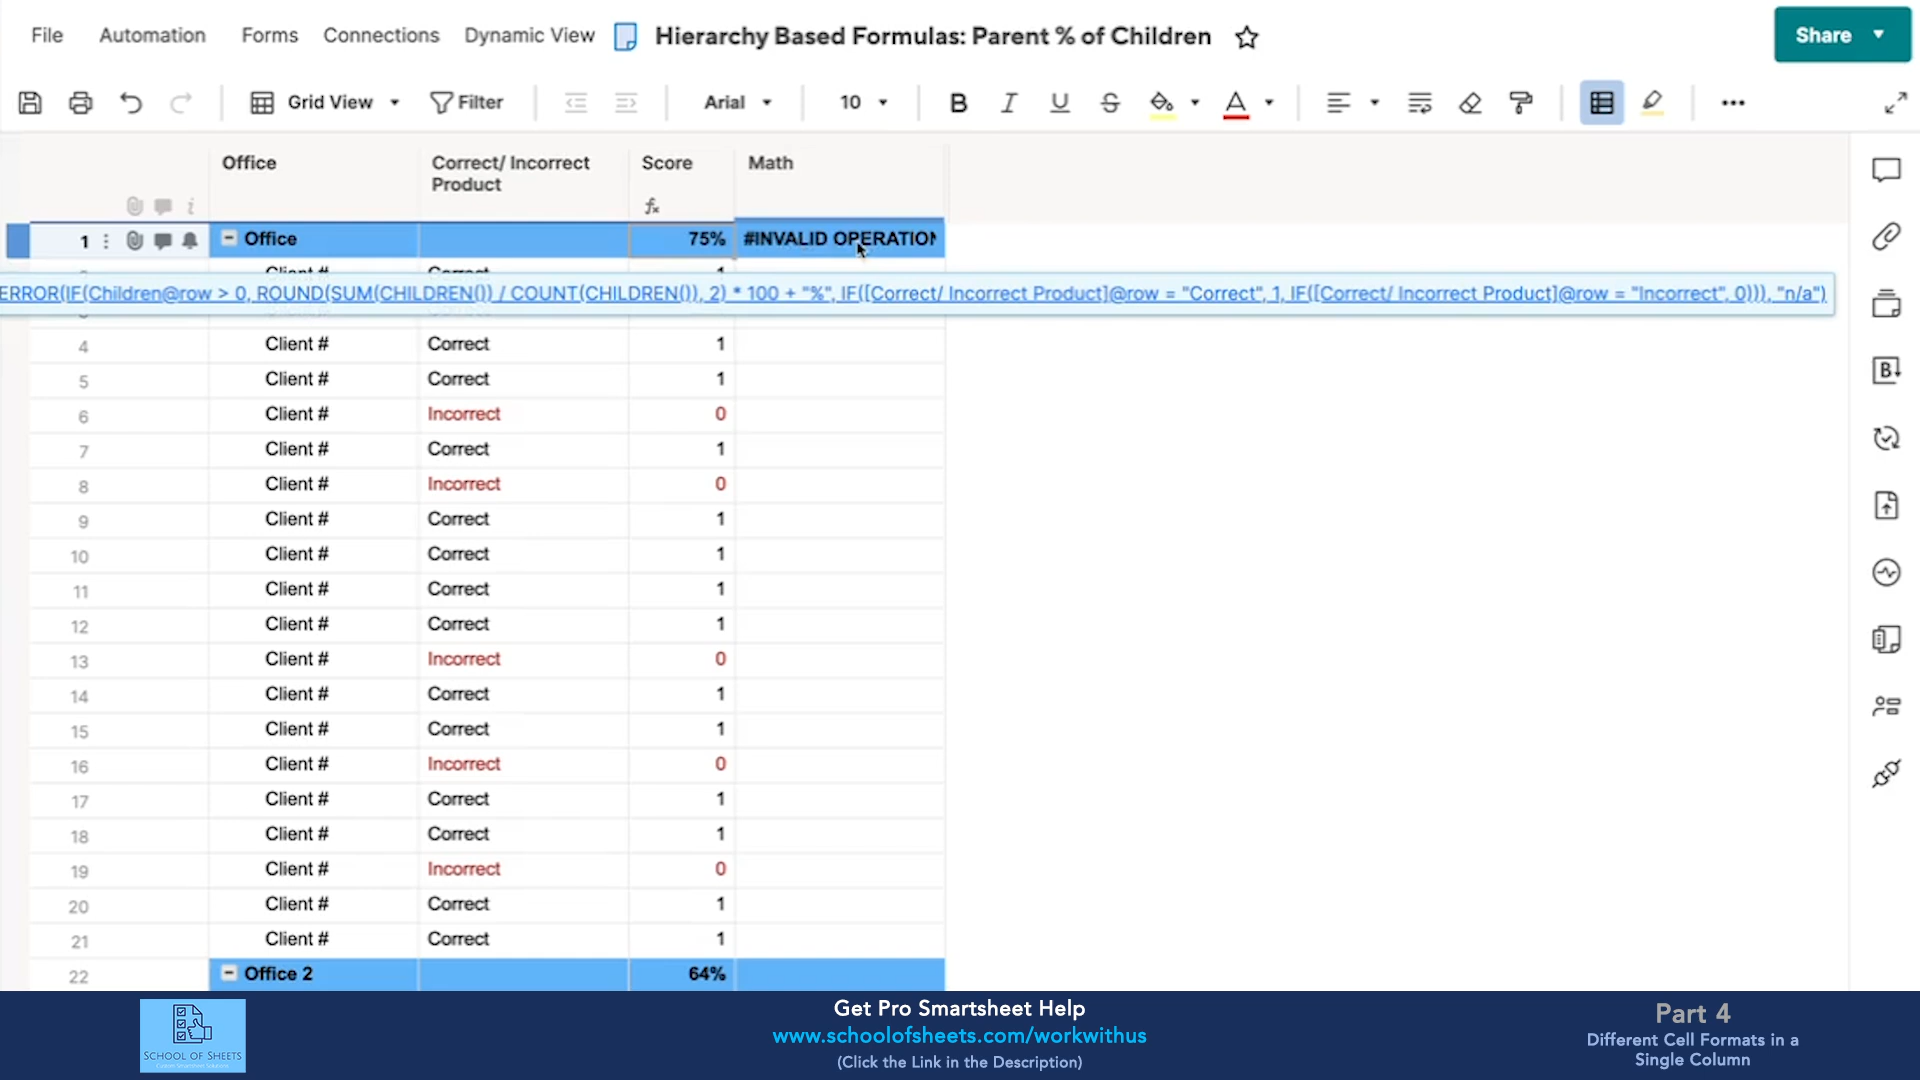 File Automation Forms Connections Dynamic View Hierarchy Based Formulas: Parent % of Children Share
Grid View Filter Arial 10 B I U S A
Office Correct/ Incorrect Product Score Math
fx
1 Office 75% #INVALID OPERATION
ERROR(IF(Children@row > 0, ROUND(SUM(CHILDREN()) / COUNT(CHILDREN()), 2) * 100 + "%", IF([Correct/ Incorrect Product]@row = "Correct", 1, IF([Correct/ Incorrect Product]@row = "Incorrect", 0))), "n/a")
4 Client # Correct 1
5 Client # Correct 1
6 Client # Incorrect 0
7 Client # Correct 1
8 Client # Incorrect 0
9 Client # Correct 1
10 Client # Correct 1
11 Client # Correct 1
12 Client # Correct 1
13 Client # Incorrect 0
14 Client # Correct 1
15 Client # Correct 1
16 Client # Incorrect 0
17 Client # Correct 1
18 Client # Correct 1
19 Client # Incorrect 0
20 Client # Correct 1
21 Client # Correct 1
22 Office 2 64%
SCHOOL OF SHEETS
Get Pro Smartsheet Help
www.schoolofsheets.com/workwithus
(Click the Link in the Description)
Part 4
Different Cell Formats in a
Single Column